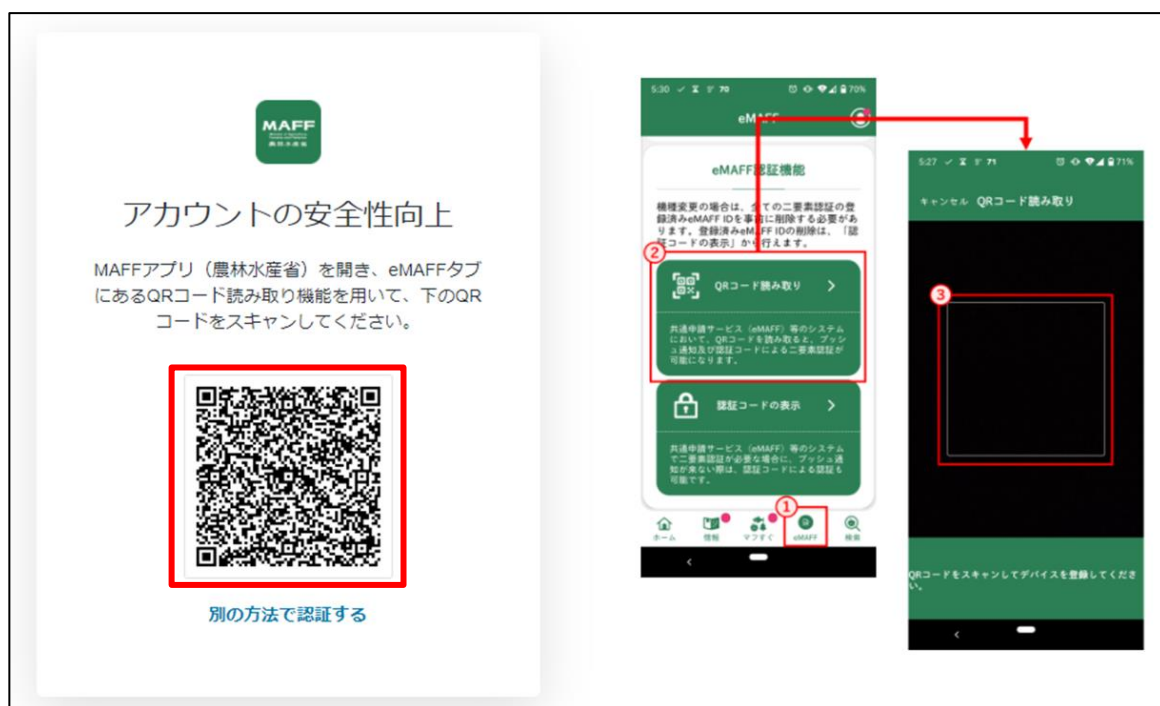 MAFF
農林水産省
アカウントの安全性向上
MAFFアプリ（農林水産省）を開き、eMAFFタブ
にあるQRコード読み取り機能を用いて、下のQR
コードをスキャンしてください。
別の方法で認証する
5:30 70 70%
eMAFF
eMAFF認証機能
機種変更の場合は、全ての二要素認証の登
録済みeMAFF IDを事前に削除する必要があ
ります。登録済みeMAFF IDの削除は、「認
証コードの表示」から行えます。
②
QRコード読み取り
共通申請サービス（eMAFF）等のシステム
において、QRコードを読み取ると、プッシ
ュ通知及び認証コードによる二要素認証が
可能になります。
認証コードの表示
共通申請サービス（eMAFF）等のシステム
で二要素認証が必要な場合に、プッシュ通
知が来ない際は、認証コードによる認証も
可能です。
①
ホーム 情報 マフすぐ eMAFF 検索
5:27 71 71%
キャンセル QRコード読み取り
③
QRコードをスキャンしてデバイスを登録してくださ
い。